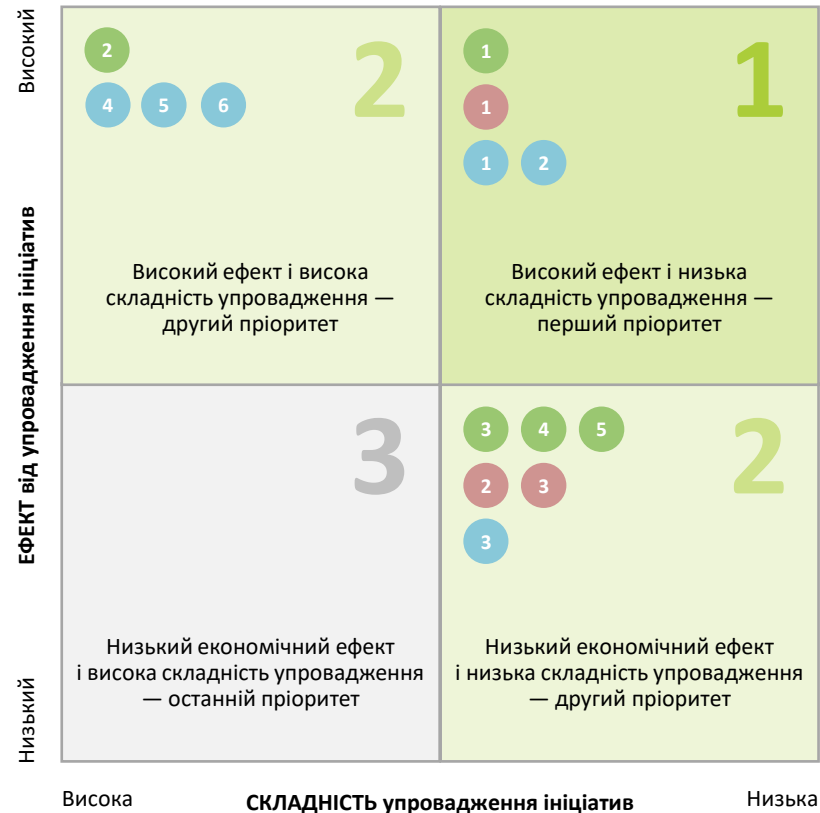 Високий
ЕФЕКТ від упровадження ініціатив
Низький
2
2
4 5 6
Високий ефект і висока
складність упровадження —
другий пріоритет
1
1
1
1 2
Високий ефект і низька
складність упровадження —
перший пріоритет
3
Низький економічний ефект
і висока складність упровадження
— останній пріоритет
3 4 5
2
2 3
3
Низький економічний ефект
і низька складність упровадження
— другий пріоритет
Висока
СКЛАДНІСТЬ упровадження ініціатив
Низька